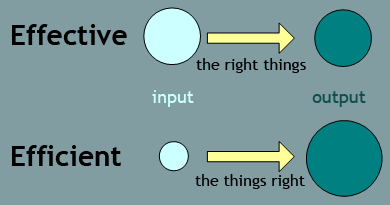 Effective
the right things
input
output
Efficient
the things right